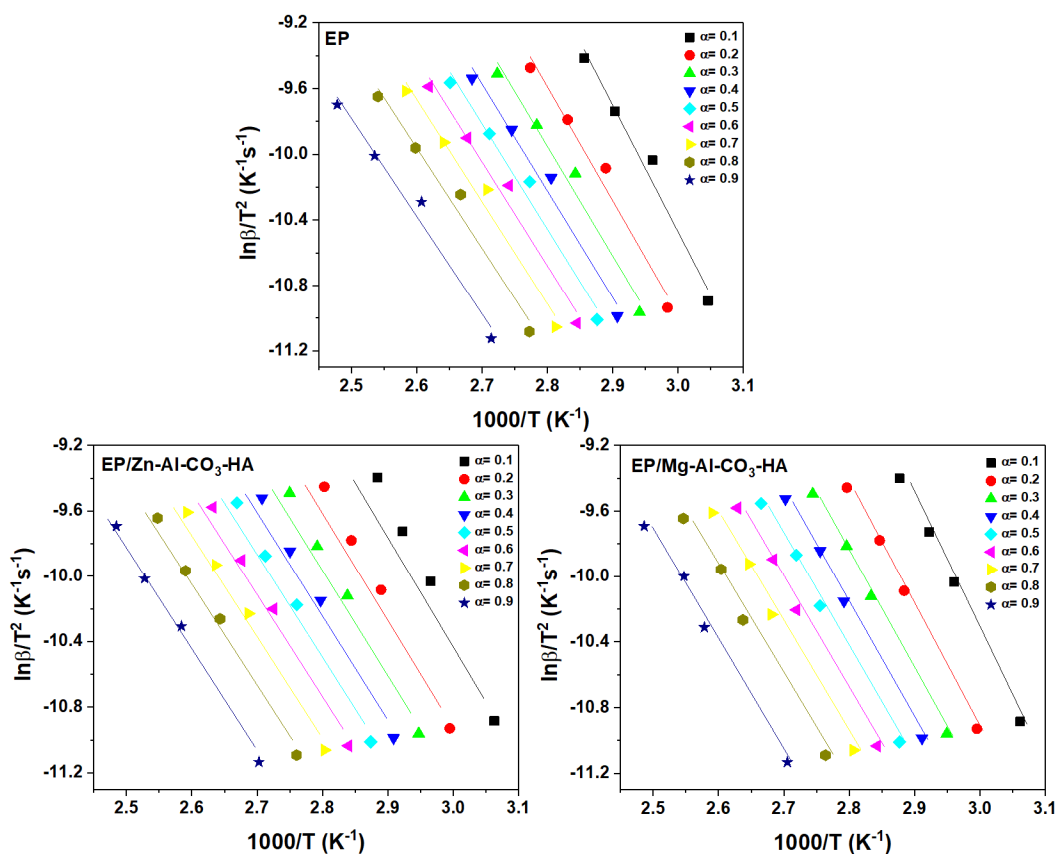 EP
α= 0.1
α= 0.2
α= 0.3
α= 0.4
α= 0.5
α= 0.6
α= 0.7
α= 0.8
α= 0.9
-9.2
-9.6
-10.0
-10.4
-10.8
-11.2
lnβ/T² (K⁻¹s⁻¹)
2.5 2.6 2.7 2.8 2.9 3.0 3.1
1000/T (K⁻¹)
EP/Zn-Al-CO₃-HA
α= 0.1
α= 0.2
α= 0.3
α= 0.4
α= 0.5
α= 0.6
α= 0.7
α= 0.8
α= 0.9
-9.2
-9.6
-10.0
-10.4
-10.8
-11.2
lnβ/T² (K⁻¹s⁻¹)
2.5 2.6 2.7 2.8 2.9 3.0 3.1
1000/T (K⁻¹)
EP/Mg-Al-CO₃-HA
α= 0.1
α= 0.2
α= 0.3
α= 0.4
α= 0.5
α= 0.6
α= 0.7
α= 0.8
α= 0.9
-9.2
-9.6
-10.0
-10.4
-10.8
-11.2
lnβ/T² (K⁻¹s⁻¹)
2.5 2.6 2.7 2.8 2.9 3.0 3.1
1000/T (K⁻¹)